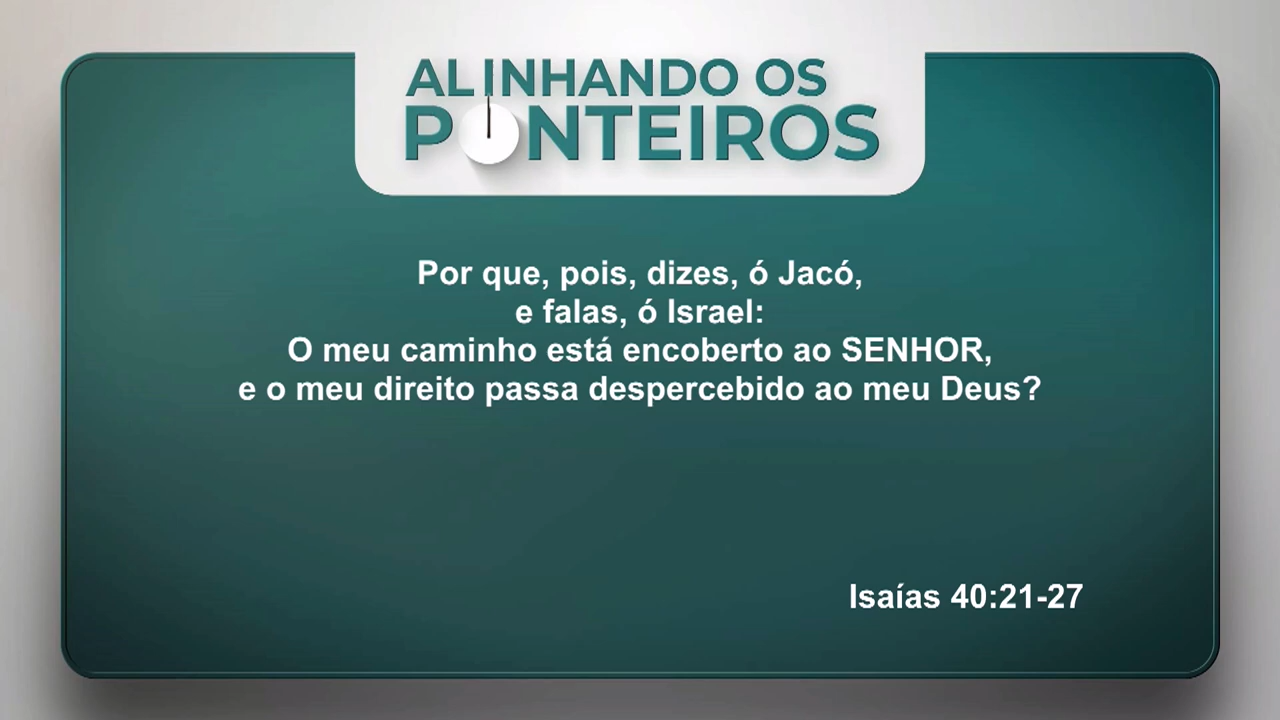 ALINHANDO OS
PONTEIROS
Por que, pois, dizes, ó Jacó,
e falas, ó Israel:
O meu caminho está encoberto ao SENHOR,
e o meu direito passa despercebido ao meu Deus?
Isaías 40:21-27